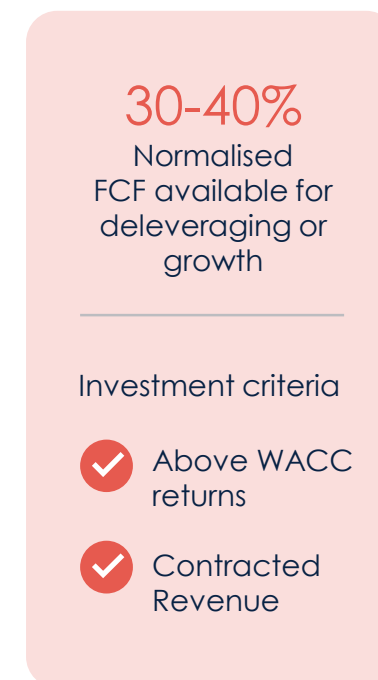 30-40%
Normalised
FCF available for
deleveraging or
growth
Investment criteria
Above WACC
returns
Contracted
Revenue